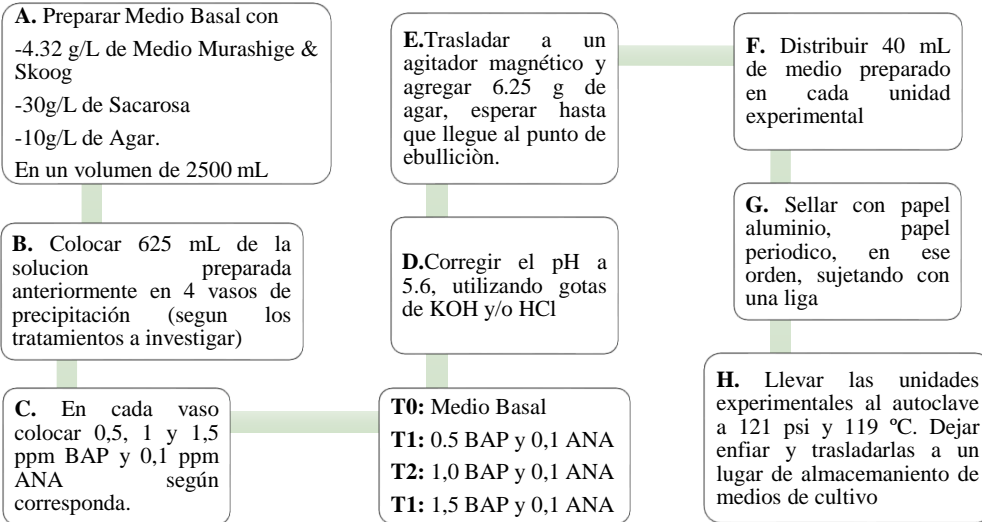 A. Preparar Medio Basal con
-4.32 g/L de Medio Murashige &
Skoog
-30g/L de Sacarosa
-10g/L de Agar.
En un volumen de 2500 mL
B. Colocar 625 mL de la
solucion preparada
anteriormente en 4 vasos de
precipitación (segun los
tratamientos a investigar)
C. En cada vaso
colocar 0,5, 1 y 1,5
ppm BAP y 0,1 ppm
ANA según
corresponda.
T0: Medio Basal
T1: 0.5 BAP y 0,1 ANA
T2: 1,0 BAP y 0,1 ANA
T1: 1,5 BAP y 0,1 ANA
D.Corregir el pH a
5.6, utilizando gotas
de KOH y/o HCl
E.Trasladar a un
agitador magnético y
agregar 6.25 g de
agar, esperar hasta
que llegue al punto de
ebulliciòn.
F. Distribuir 40 mL
de medio preparado
en cada unidad
experimental
G. Sellar con papel
aluminio, papel
periodico, en ese
orden, sujetando con
una liga
H. Llevar las unidades
experimentales al autoclave
a 121 psi y 119 ºC. Dejar
enfiar y trasladarlas a un
lugar de almacemaniento de
medios de cultivo